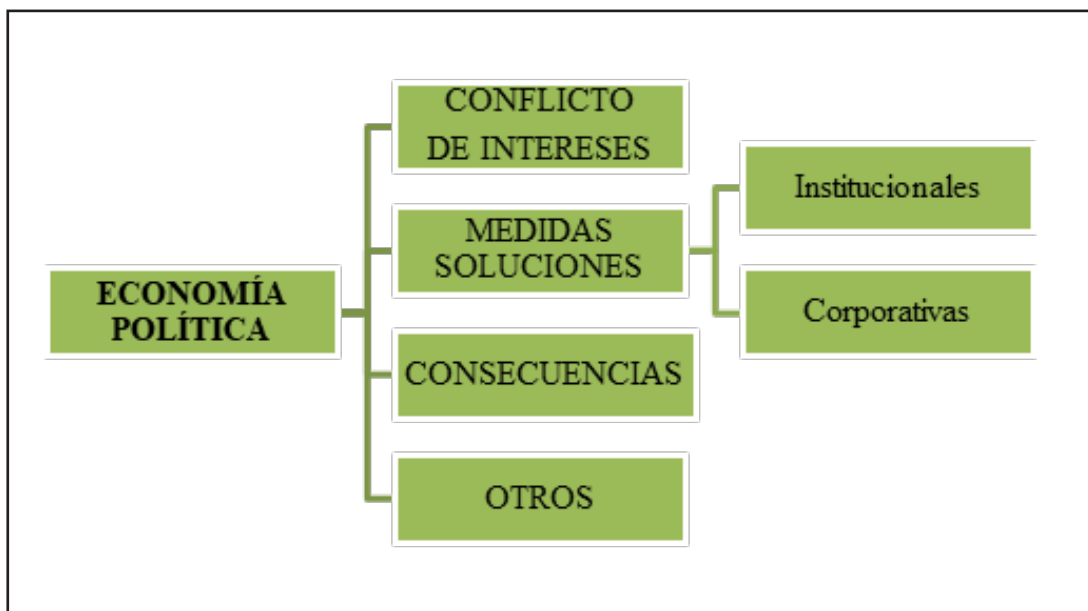 ECONOMÍA
POLÍTICA
CONFLICTO
DE INTERESES
MEDIDAS
SOLUCIONES
Institucionales
Corporativas
CONSECUENCIAS
OTROS